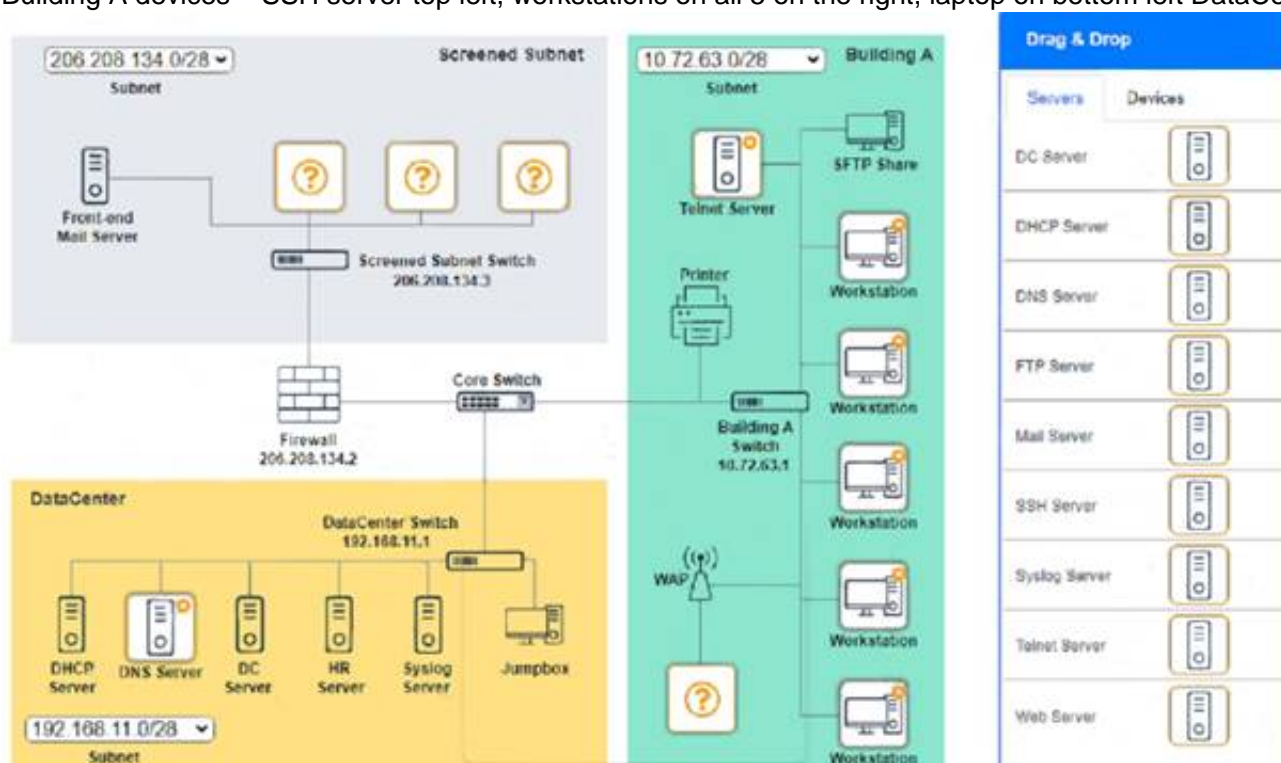 Building A devices – SSH server top left, workstations on all 5 on the right, laptop on bottom left DataCe
206.208.134.0/28
Subnet
Screened Subnet
Front-end
Mail Server
Screened Subnet Switch
206.208.134.3
Firewall
206.208.134.2
Core Switch
10.72.63.0/28
Subnet
Building A
SFTP Share
Telnet Server
Workstation
Printer
Workstation
Building A
Switch
10.72.63.1
Workstation
WAP
Workstation
Workstation
DataCenter
DataCenter Switch
192.168.11.1
DHCP
Server
DNS Server
DC
Server
HR
Server
Syslog
Server
Jumpbox
192.168.11.0/28
Subnet
Drag & Drop
Servers
Devices
DC Server
DHCP Server
DNS Server
FTP Server
Mail Server
SSH Server
Syslog Server
Telnet Server
Web Server